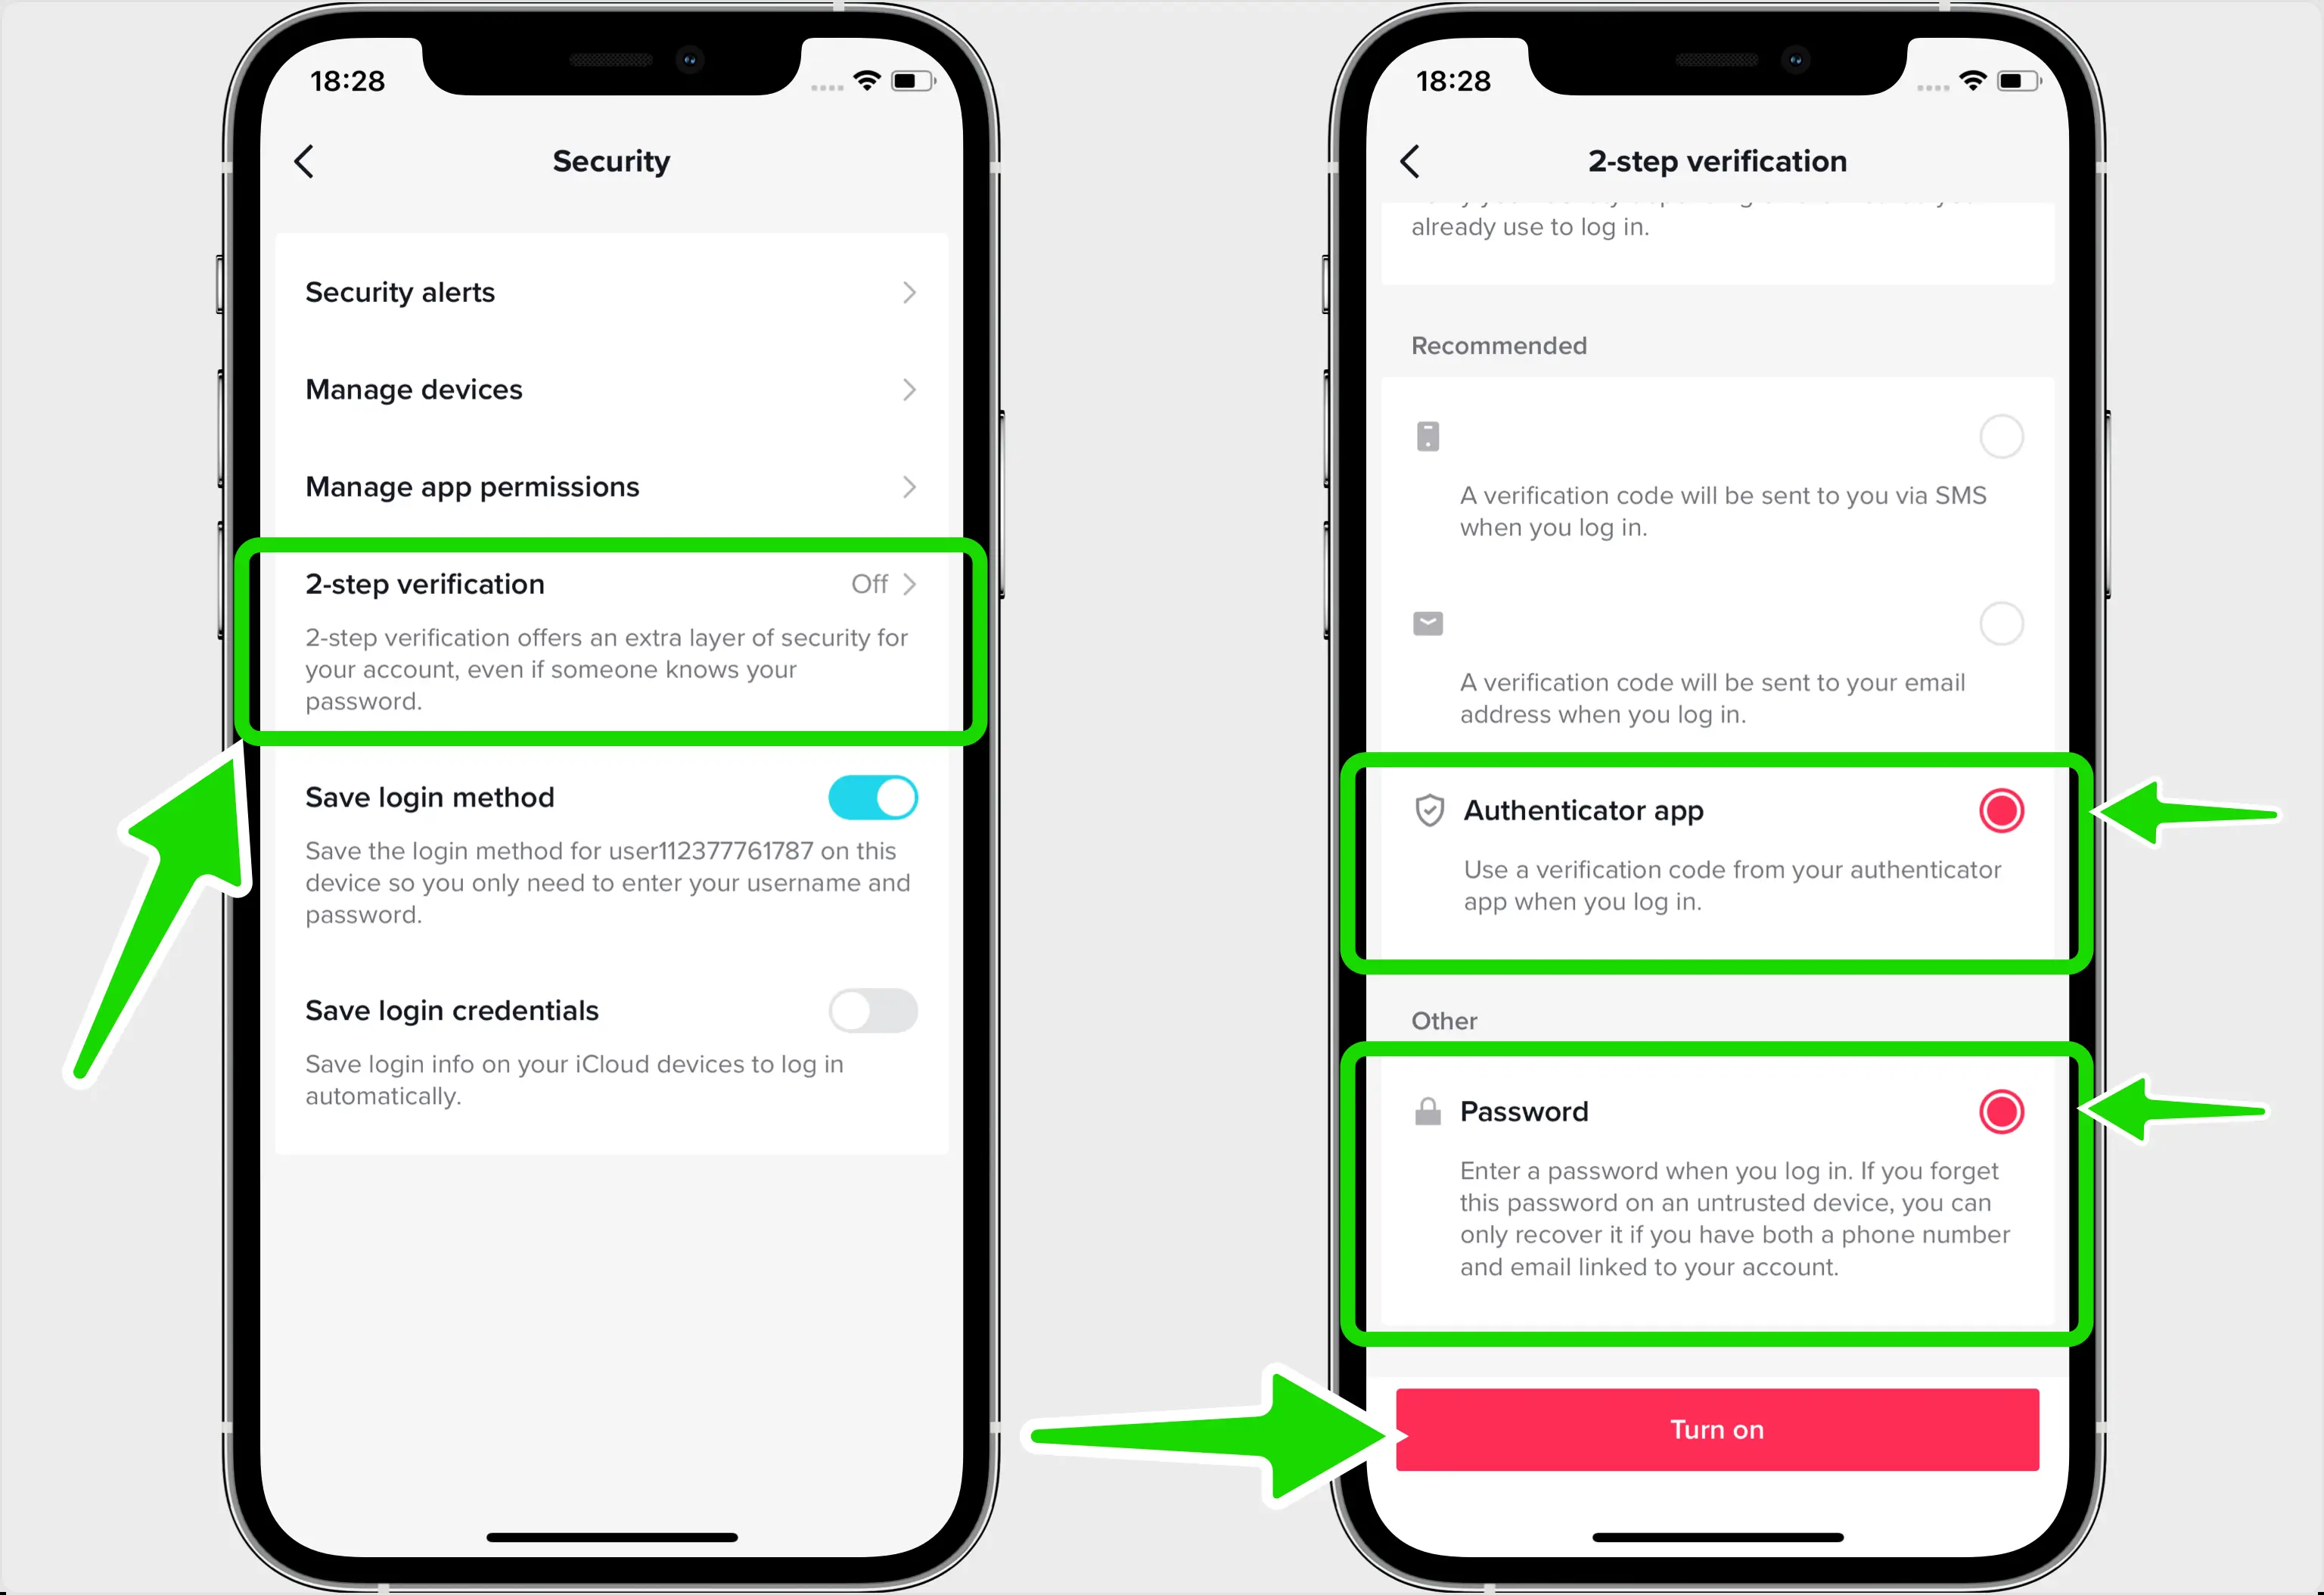 18:28
Security
Security alerts
Manage devices
Manage app permissions
2-step verification
Off
2-step verification offers an extra layer of security for
your account, even if someone knows your
password.
Save login method
Save the login method for user112377761787 on this
device so you only need to enter your username and
password.
Save login credentials
Save login info on your iCloud devices to log in
automatically.
18:28
2-step verification
already use to log in.
Recommended
A verification code will be sent to you via SMS
when you log in.
A verification code will be sent to your email
address when you log in.
Authenticator app
Use a verification code from your authenticator
app when you log in.
Other
Password
Enter a password when you log in. If you forget
this password on an untrusted device, you can
only recover it if you have both a phone number
and email linked to your account.
Turn on